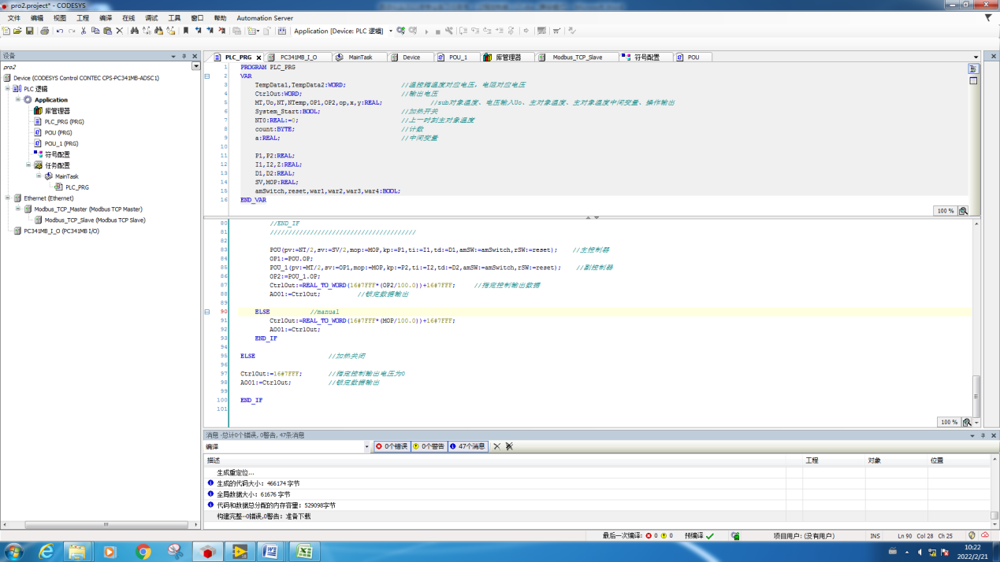 pro2.project* - CODESYS
文件 编辑 视图 工程 编译 在线 调试 工具 窗口 帮助 Automation Server
Application [Device: PLC 逻辑]
设备
pro2
Device (CODESYS Control CONTEC CPS-PC341MB-ADSC1)
PLC 逻辑
Application
库管理器
PLC_PRG (PRG)
POU (PRG)
POU_1 (PRG)
符号配置
任务配置
MainTask
PLC_PRG
Ethernet (Ethernet)
Modbus_TCP_Master (Modbus TCP Master)
Modbus_TCP_Slave (Modbus TCP Slave)
PC341MB_I_O (PC341MB I/O)
PLC_PRG PC341MB_I_O MainTask Device POU_1 库管理器 Modbus_TCP_Slave 符号配置 POU
1 PROGRAM PLC_PRG
2 VAR
3 TempData1,TempData2:WORD; //温控箱温度对应电压，电阻对应电压
4 CtrlOut:WORD; //输出电压
5 MT,Uo,NT,NTemp,OP1,OP2,op,x,y:REAL; //sub对象温度、电压输入Uo、主对象温度、主对象温度中间变量、操作输出
6 System_Start:BOOL; //加热开关
7 NT0:REAL:=0; //上一时刻主对象温度
8 count:BYTE; //计数
9 a:REAL; //中间变量
10
11 P1,P2:REAL;
12 I1,I2,Z:REAL;
13 D1,D2:REAL;
14 SV,MOP:REAL;
15 amSwitch,reset,war1,war2,war3,war4:BOOL;
16 END_VAR
100 %
80 //END_IF
81 ////////////////////////////////////////
82
83 POU(pv:=NT/2,sv:=SV/2,mop:=MOP,kp:=P1,ti:=I1,td:=D1,amSW:=amSwitch,rSW:=reset); //主控制器
84 OP1:=POU.OP;
85 POU_1(pv:=MT/2,sv:=OP1,mop:=MOP,kp:=P2,ti:=I2,td:=D2,amSW:=amSwitch,rSW:=reset); //副控制器
86 OP2:=POU_1.OP;
87 CtrlOut:=REAL_TO_WORD(16#7FFF*(OP2/100.0))+16#7FFF; //指定控制输出数据
88 AO01:=CtrlOut; //锁定数据输出
89
90 ELSE //manual
91 CtrlOut:=REAL_TO_WORD(16#7FFF*(MOP/100.0))+16#7FFF;
92 AO01:=CtrlOut;
93 END_IF
94
95 ELSE //加热关闭
96
97 CtrlOut:=16#7FFF; //指定控制输出电压为0
98 AO01:=CtrlOut; //锁定数据输出
99
100 END_IF
101
100 %
消息 -总计0个错误, 0警告, 47条消息
编译 0个错误 0个警告 47个消息
描述 工程 对象 位置
生成重定位...
生成的代码大小: 466174 字节
全局数据大小: 61676 字节
代码和数据总分配的内存容量: 529098字节
构建完整--0错误,0警告: 准备下载
最后一次编译: 0 0 预编译 项目用户: (没有用户) INS Ln 90 Col 28 Ch 25
10:22
2022/2/21